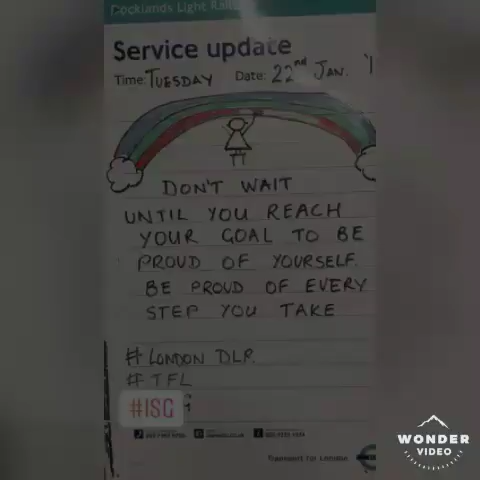 Docklands Light
Service update
Time: TUESDAY Date: 22nd JAN.
DON'T WAIT
UNTIL YOU REACH
YOUR GOAL TO BE
PROUD OF YOURSELF.
BE PROUD OF EVERY
STEP YOU TAKE
# LONDON DLR.
# TFL
#ISG
Transport for London
WONDER
VIDEO